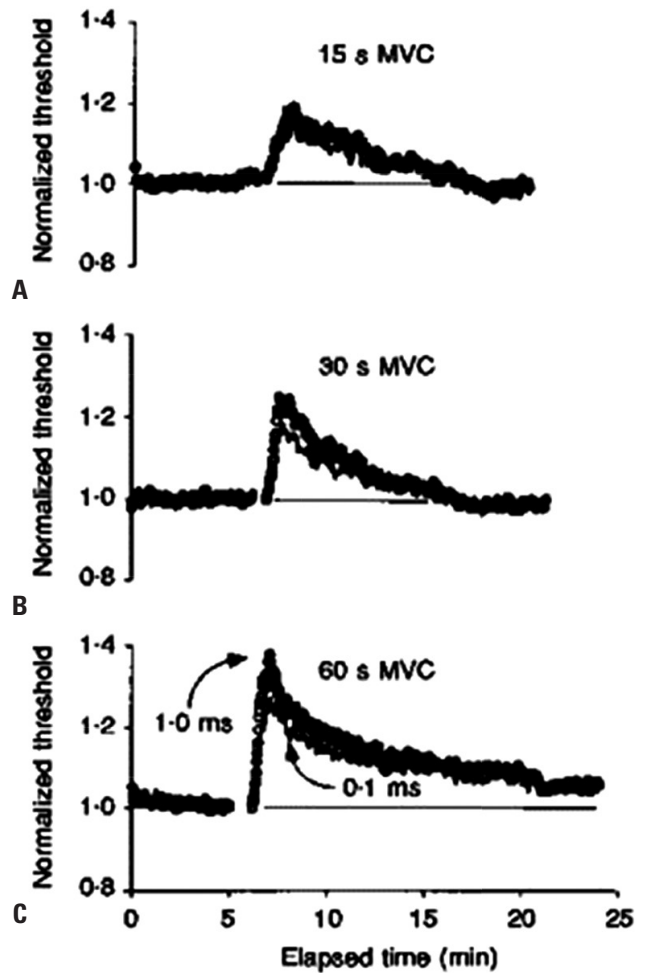 1·4
15 s MVC
1·2
Normalized threshold
1·0
0·8
A
1·4
30 s MVC
1·2
Normalized threshold
1·0
0·8
B
1·4
60 s MVC
1·0 ms
1·2
Normalized threshold
0·1 ms
1·0
0·8
C
0 5 10 15 20 25
Elapsed time (min)